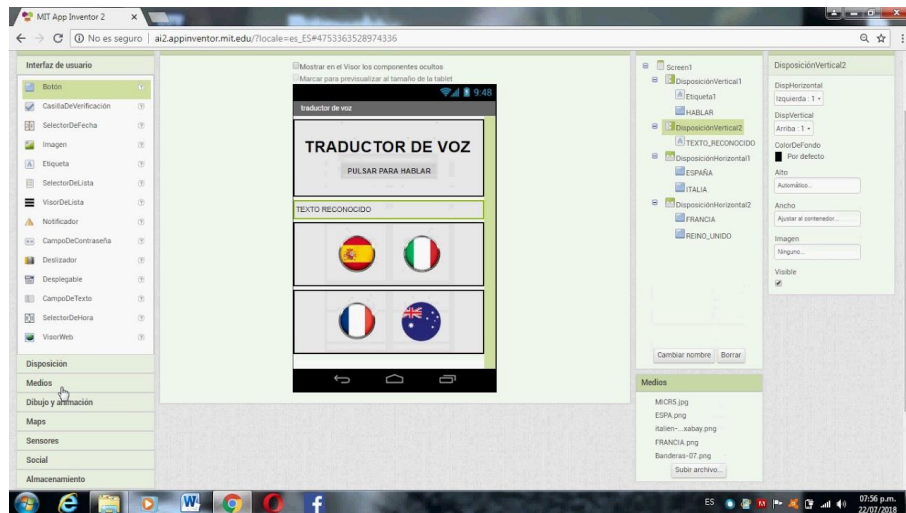 MIT App Inventor 2
No es seguro | ai2.appinventor.mit.edu/?locale=es_ES#4753363528974336
Interfaz de usuario
Botón
CasillaDeVerificación
SelectorDeFecha
Imagen
Etiqueta
SelectorDeLista
VisorDeLista
Notificador
CampoDeContraseña
Deslizador
Desplegable
CampoDeTexto
SelectorDeHora
VisorWeb
Disposición
Medios
Dibujo y animación
Maps
Sensores
Social
Almacenamiento
Mostrar en el Visor los componentes ocultos
Marcar para previsualizar al tamaño de la tablet
9:48
traductor de voz
TRADUCTOR DE VOZ
PULSAR PARA HABLAR
TEXTO RECONOCIDO
Screen1
DisposiciónVertical1
Etiqueta1
HABLAR
DisposiciónVertical2
TEXTO_RECONOCIDO
DisposiciónHorizontal1
ESPAÑA
ITALIA
DisposiciónHorizontal2
FRANCIA
REINO_UNIDO
Cambiar nombre Borrar
Medios
MICR5.jpg
ESPA.png
italien-...xabay.png
FRANCIA.png
Banderas-07.png
Subir archivo...
DisposiciónVertical2
DispHorizontal
Izquierda : 1
DispVertical
Arriba : 1
ColorDeFondo
Por defecto
Alto
Automático...
Ancho
Ajustar al contenedor...
Imagen
Ninguno...
Visible
ES
07:56 p.m.
22/07/2018